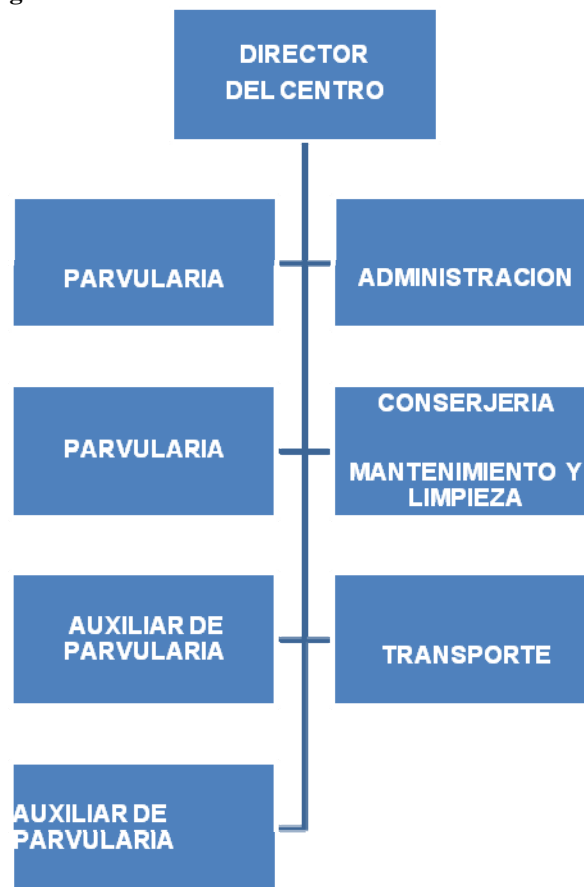 g
DIRECTOR
DEL CENTRO
PARVULARIA
ADMINISTRACION
PARVULARIA
CONSERJERIA
MANTENIMIENTO Y
LIMPIEZA
AUXILIAR DE
PARVULARIA
TRANSPORTE
AUXILIAR DE
PARVULARIA